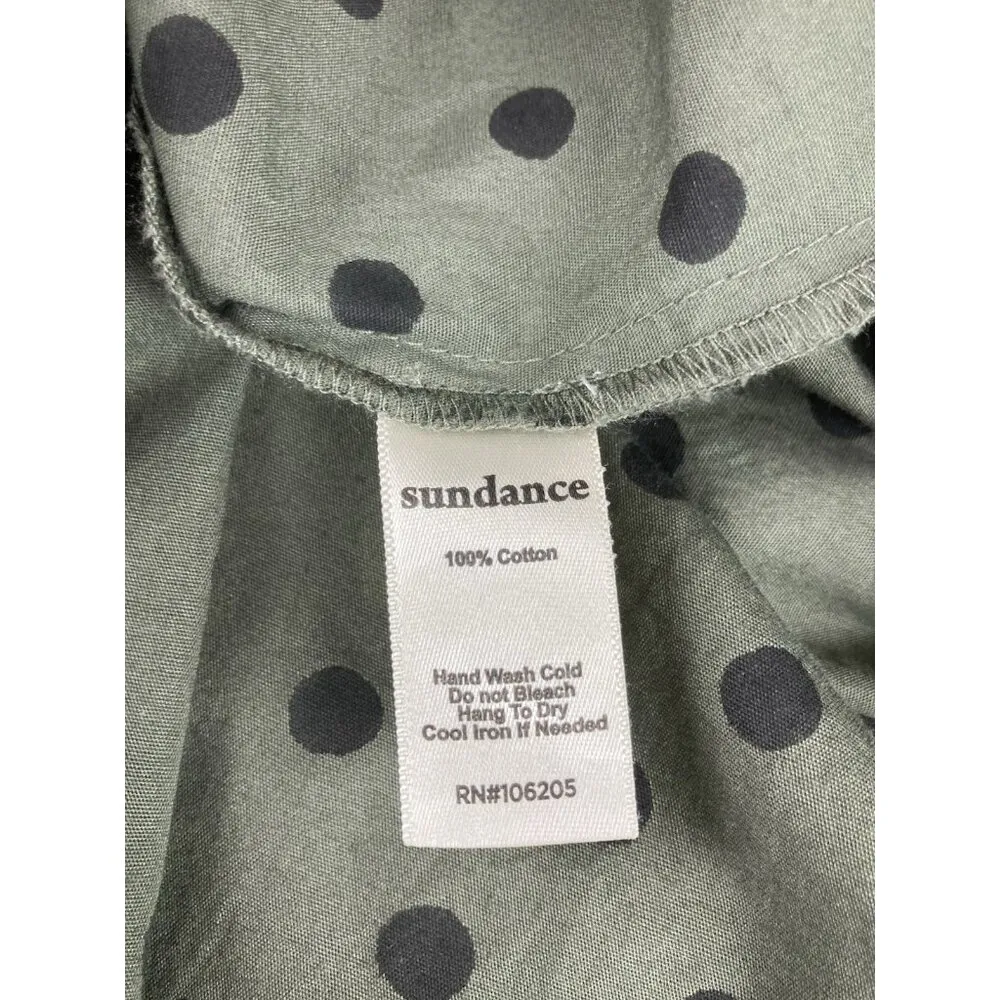 sundance
100% Cotton
Hand Wash Cold
Do not Bleach
Hang To Dry
Cool Iron If Needed
RN#106205